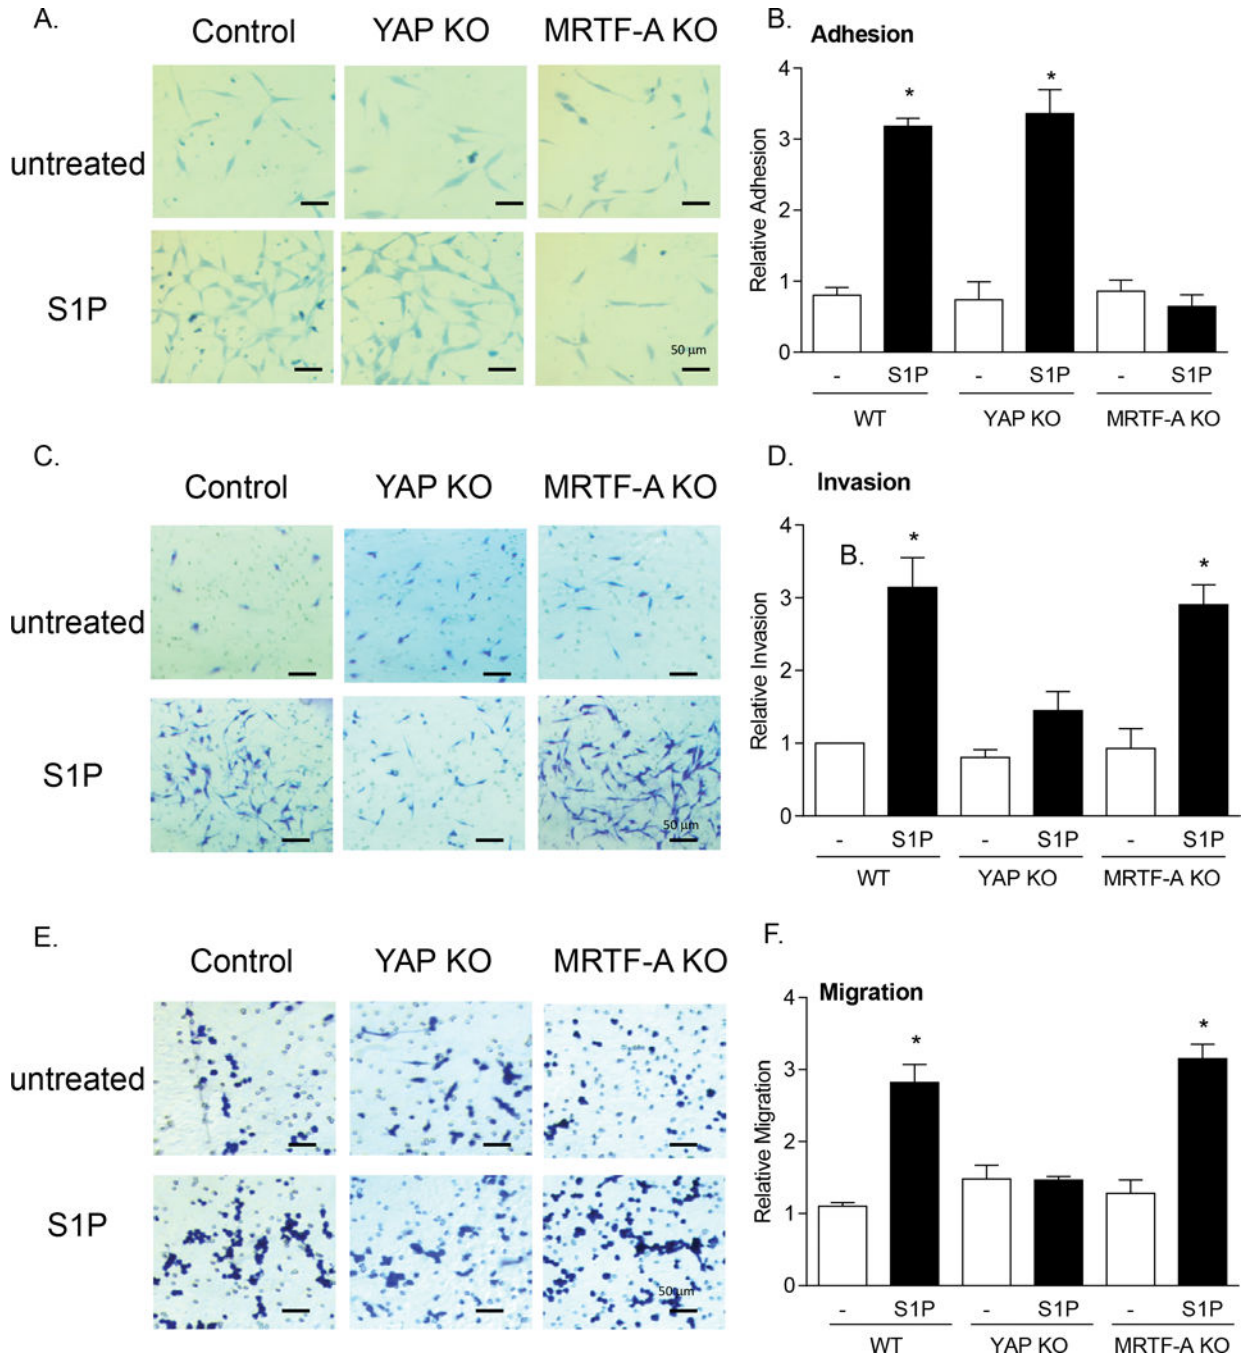 A.
Control YAP KO MRTF-A KO
untreated
S1P
50 µm
B.
Adhesion
Relative Adhesion
4
3
2
1
0
- S1P - S1P - S1P
WT YAP KO MRTF-A KO
* *
C.
Control YAP KO MRTF-A KO
untreated
S1P
50 µm
D.
Invasion
B.
Relative Invasion
4
3
2
1
0
- S1P - S1P - S1P
WT YAP KO MRTF-A KO
* *
E.
Control YAP KO MRTF-A KO
untreated
S1P
50 µm
F.
Migration
Relative Migration
4
3
2
1
0
- S1P - S1P - S1P
WT YAP KO MRTF-A KO
* *